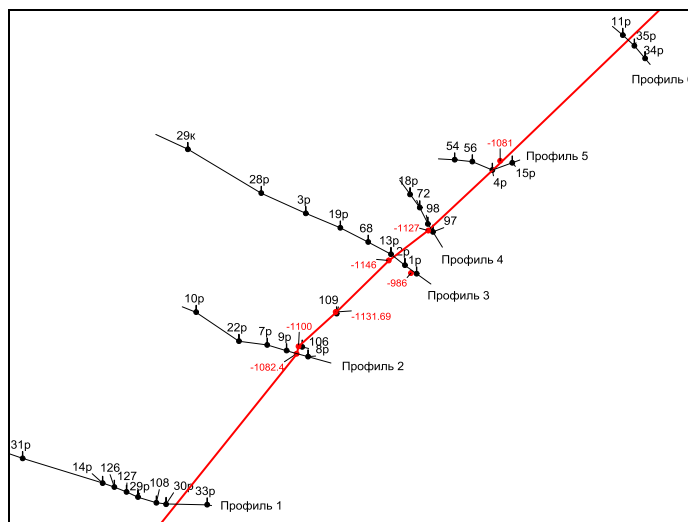 11р
35р
34р
Профиль 6
29к
54
56
-1081
Профиль 5
28р
4р
15р
18р
72
3р
19р
98
97
68
-1127
13р
2р
1р
Профиль 4
-1146
-986
Профиль 3
10р
109
-1131.69
22р
7р
-1100
9р
106
8р
-1082.4
Профиль 2
31р
14р
126
127
29р
108
30р
33р
Профиль 1